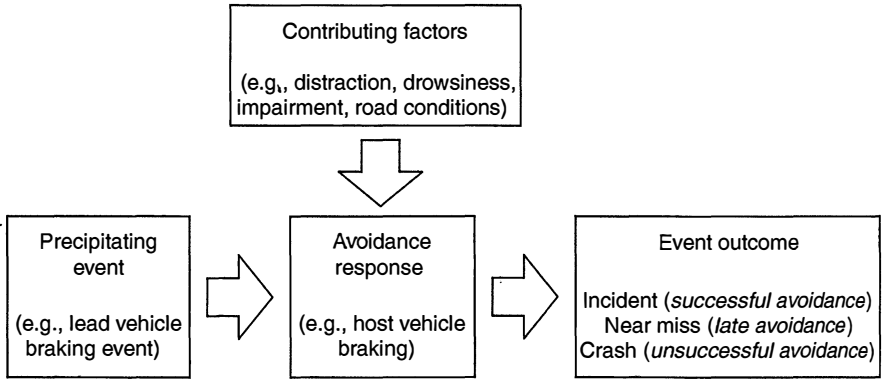 Contributing factors
(e.g., distraction, drowsiness,
impairment, road conditions)
Precipitating
event
(e.g., lead vehicle
braking event)
Avoidance
response
(e.g., host vehicle
braking)
Event outcome
Incident (successful avoidance)
Near miss (late avoidance)
Crash (unsuccessful avoidance)